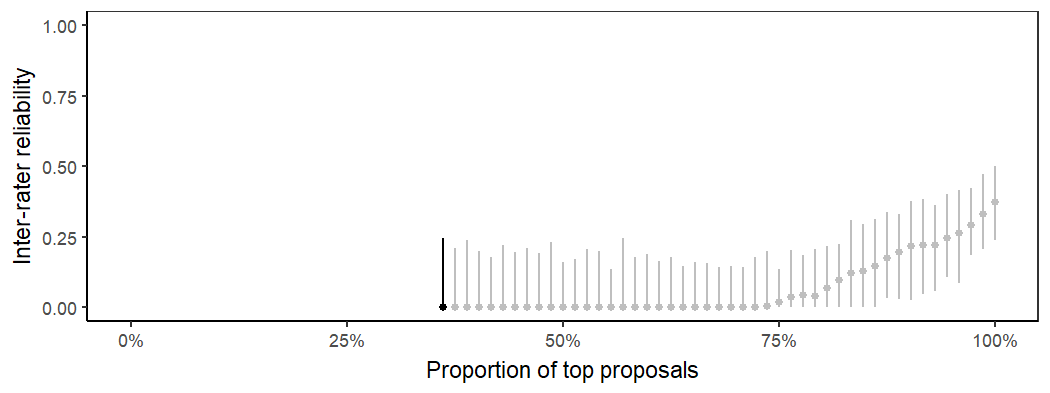 1.00
0.75
0.50
0.25
0.00
Inter-rater reliability
0% 25% 50% 75% 100%
Proportion of top proposals